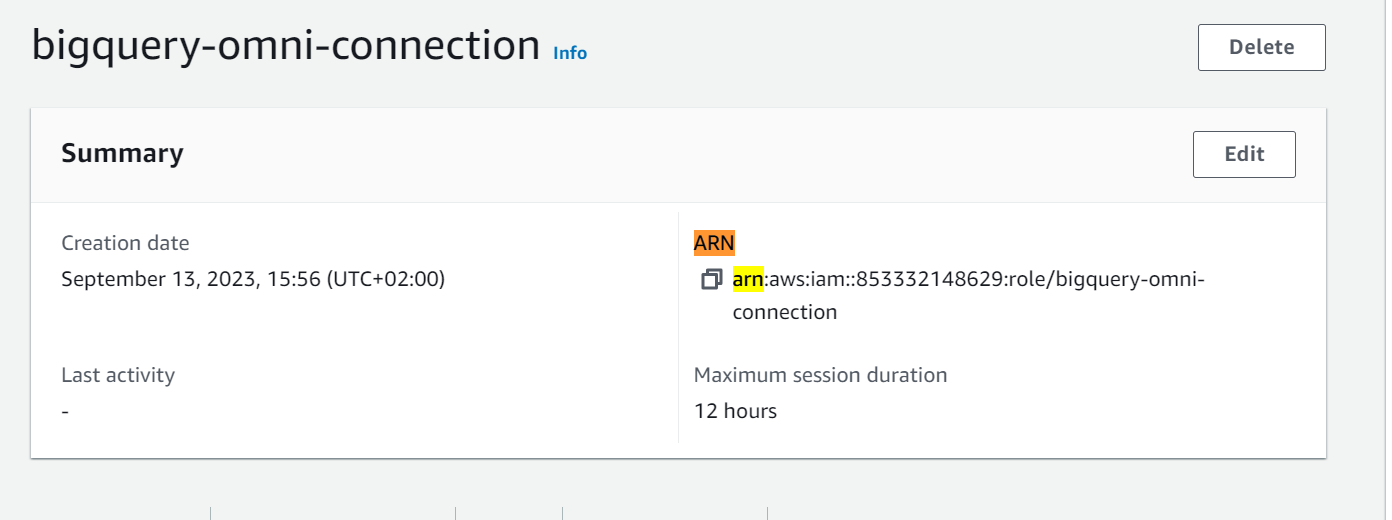 bigquery-omni-connection Info
Delete
Summary
Edit
Creation date
September 13, 2023, 15:56 (UTC+02:00)
ARN
arn:aws:iam::853332148629:role/bigquery-omni-
connection
Last activity
-
Maximum session duration
12 hours